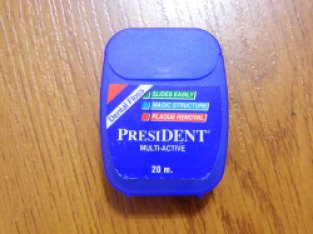 Dental Floss
SLIDES EASILY
MAGIC STRUCTURE
PLAQUE REMOVAL
PRESIDENT®
MULTI-ACTIVE
20 m.